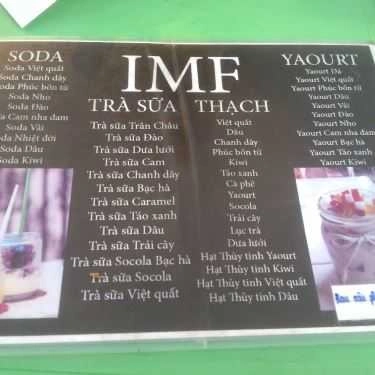 IMF
SODA
Soda Việt quất
Soda Chanh dây
Soda Phúc bồn tử
Soda Nho
Soda Đào
Soda Cam nha đam
Soda Vải
Soda Nhiệt đới
Soda Dâu
Soda Kiwi
TRÀ SỮA
Trà sữa Trân Châu
Trà sữa Đào
Trà sữa Dưa lưới
Trà sữa Cam
Trà sữa Chanh dây
Trà sữa Bạc hà
Trà sữa Caramel
Trà sữa Táo xanh
Trà sữa Dâu
Trà sữa Trái cây
Trà sữa Socola Bạc hà
Trà sữa Socola
Trà sữa Việt quất
THẠCH
Việt quất
Dâu
Chanh dây
Phúc bồn tử
Kiwi
Táo xanh
Cà phê
Yaourt
Socola
Trái cây
Lạc trà
Dưa lưới
Hạt Thủy tinh Yaourt
Hạt Thủy tinh Kiwi
Hạt Thủy tinh Việt quất
Hạt Thủy tinh Dâu
YAOURT
Yaourt Đá
Yaourt Việt quất
Yaourt Phúc bồn tử
Yaourt Dâu
Yaourt Vải
Yaourt Đào
Yaourt Nho
Yaourt Cam nha đam
Yaourt Bạc hà
Yaourt Táo xanh
Yaourt Kiwi
Rau câu